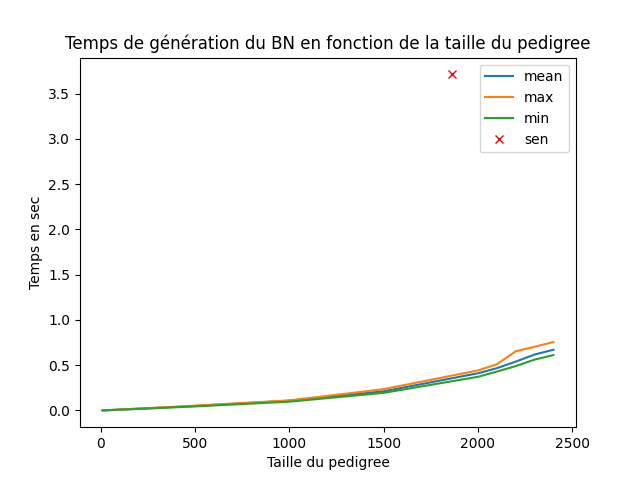 Temps de génération du BN en fonction de la taille du pedigree
mean
max
min
sen
3.5
3.0
2.5
2.0
1.5
1.0
0.5
0.0
Temps en sec
0 500 1000 1500 2000 2500
Taille du pedigree